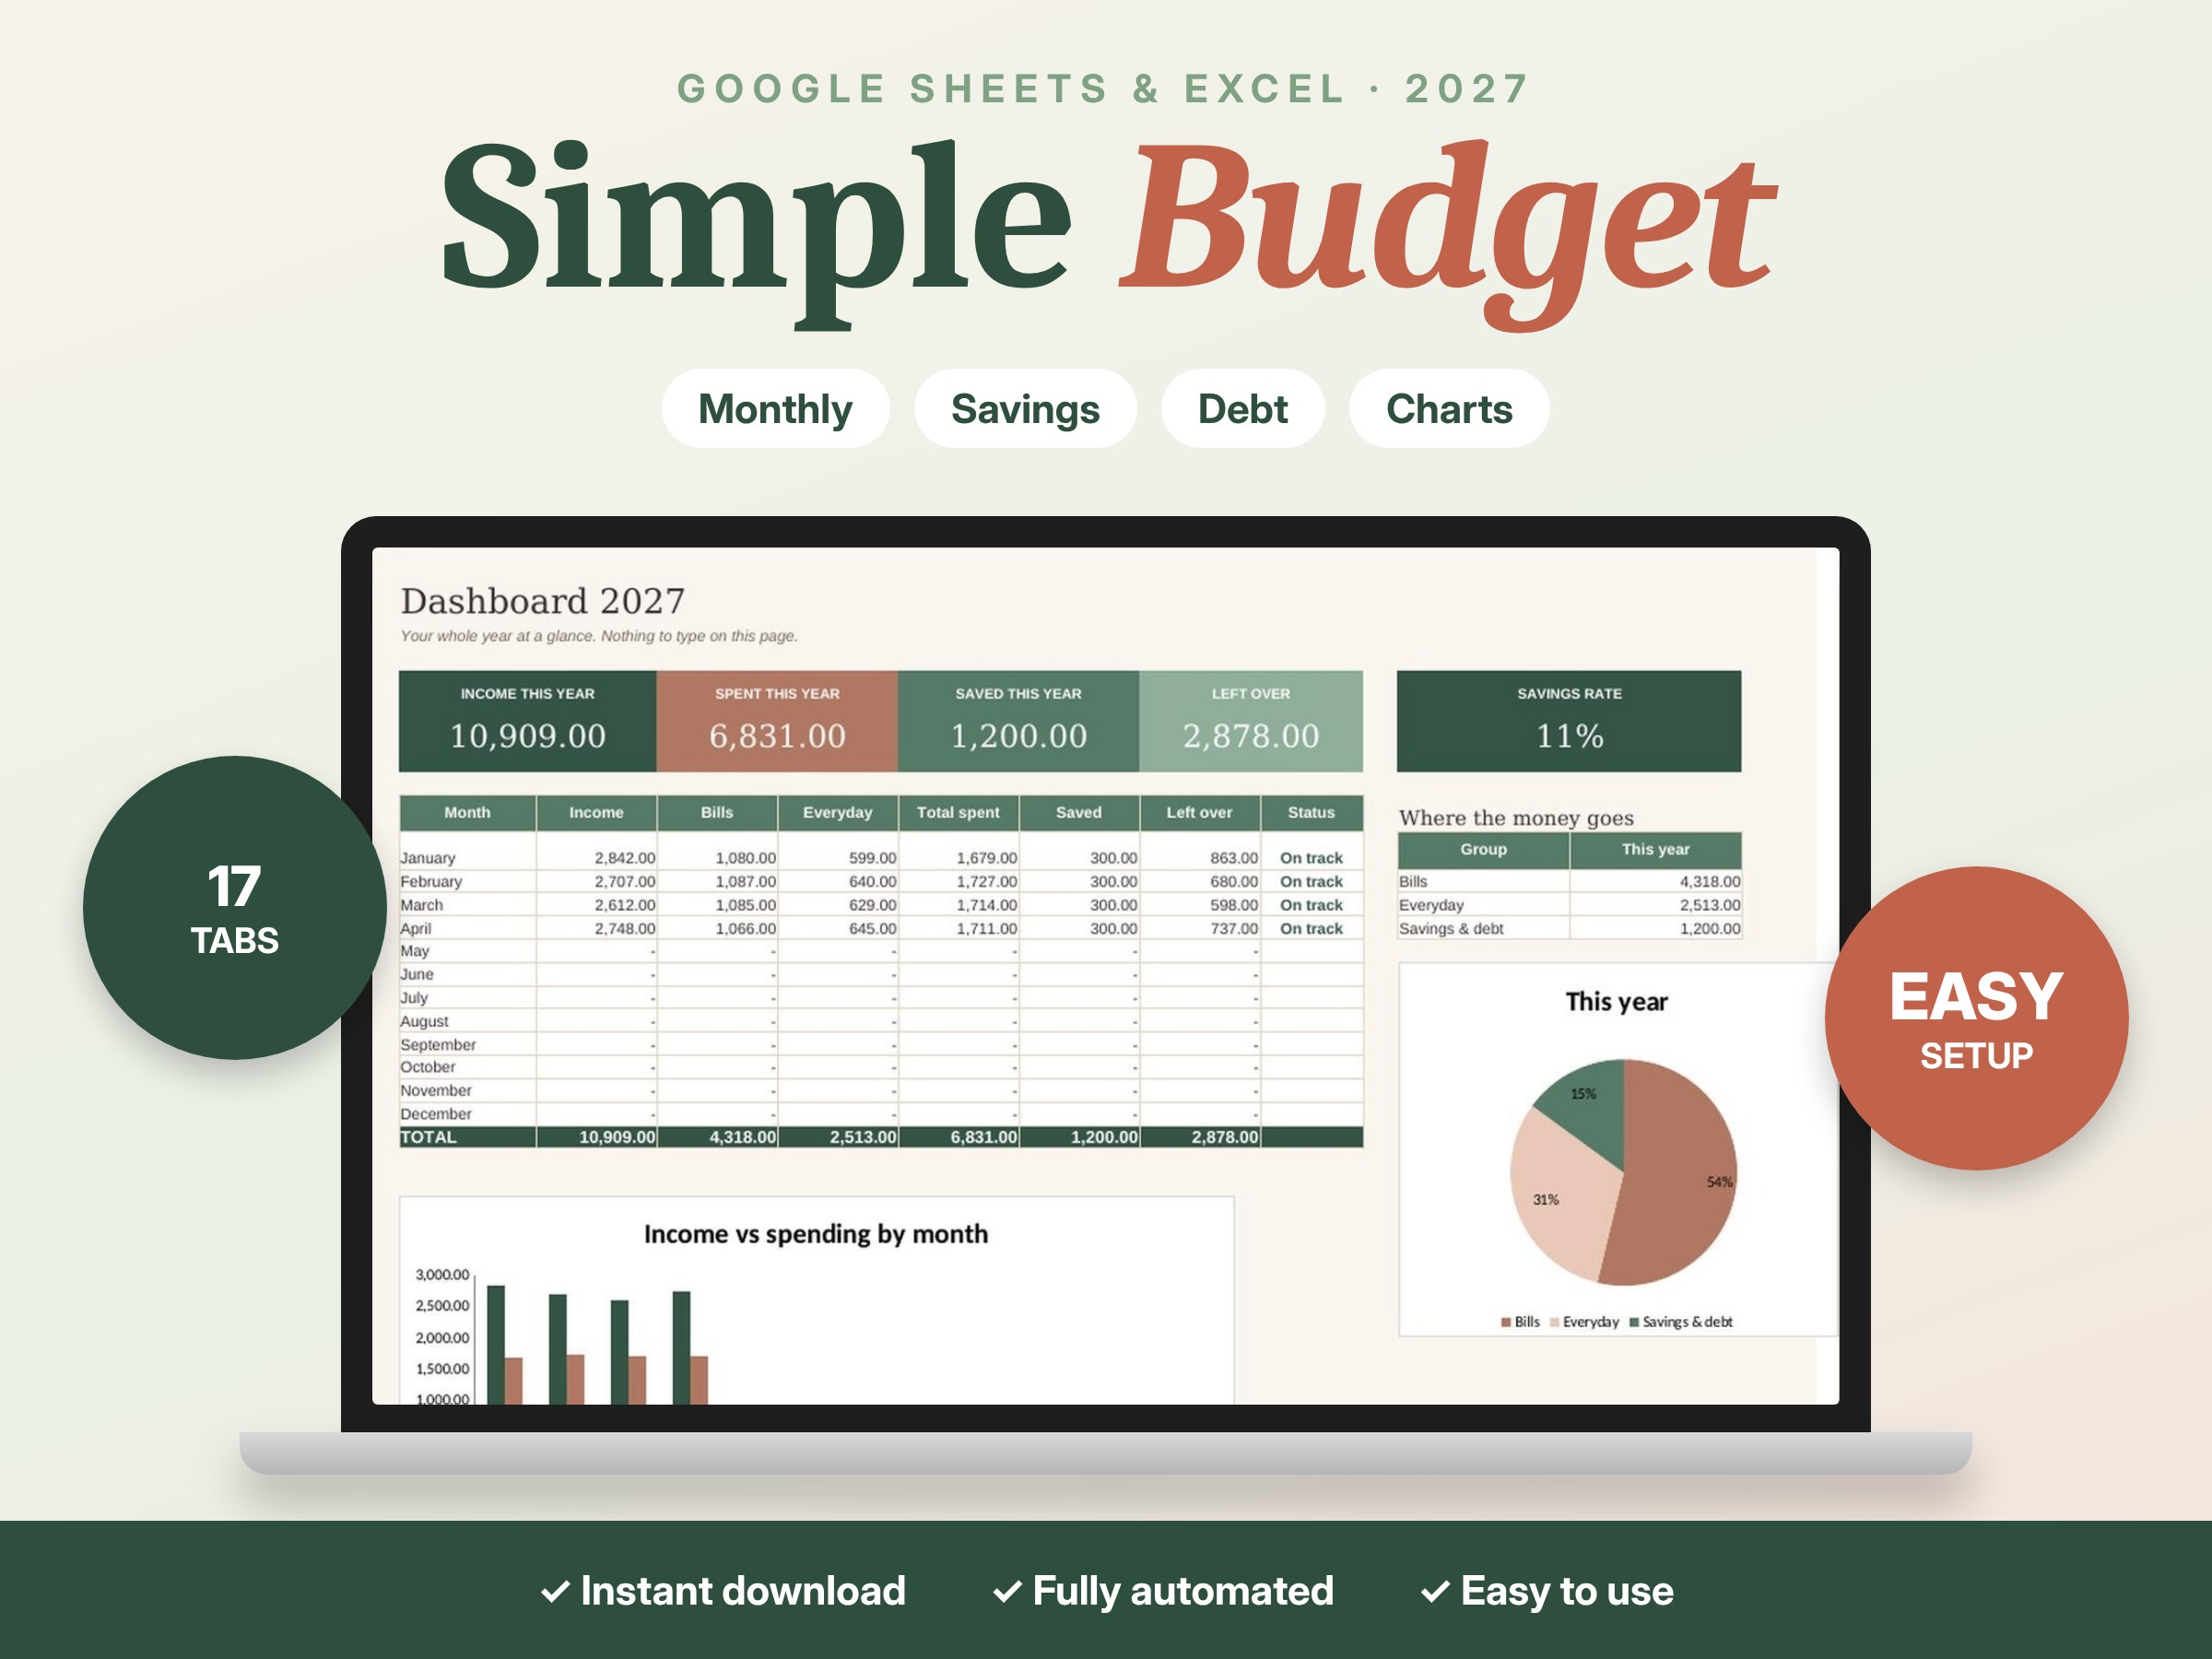 GOOGLE SHEETS & EXCEL · 2027
Simple Budget
Monthly Savings Debt Charts
Dashboard 2027
Your whole year at a glance. Nothing to type on this page.
INCOME THIS YEAR SPENT THIS YEAR SAVED THIS YEAR LEFT OVER SAVINGS RATE
10,909.00 6,831.00 1,200.00 2,878.00 11%
Month Income Bills Everyday Total spent Saved Left over Status
January 2,842.00 1,080.00 599.00 1,679.00 300.00 863.00 On track
February 2,707.00 1,087.00 640.00 1,727.00 300.00 680.00 On track
March 2,612.00 1,085.00 629.00 1,714.00 300.00 598.00 On track
April 2,748.00 1,066.00 645.00 1,711.00 300.00 737.00 On track
May - - - - - -
June - - - - - -
July - - - - - -
August - - - - - -
September - - - - - -
October - - - - - -
November - - - - - -
December - - - - - -
TOTAL 10,909.00 4,318.00 2,513.00 6,831.00 1,200.00 2,878.00
Where the money goes
Group This year
Bills 4,318.00
Everyday 2,513.00
Savings & debt 1,200.00
This year
15%
54%
31%
Bills Everyday Savings & debt
Income vs spending by month
3,000.00
2,500.00
2,000.00
1,500.00
1,000.00
17
TABS
EASY
SETUP
✓ Instant download ✓ Fully automated ✓ Easy to use